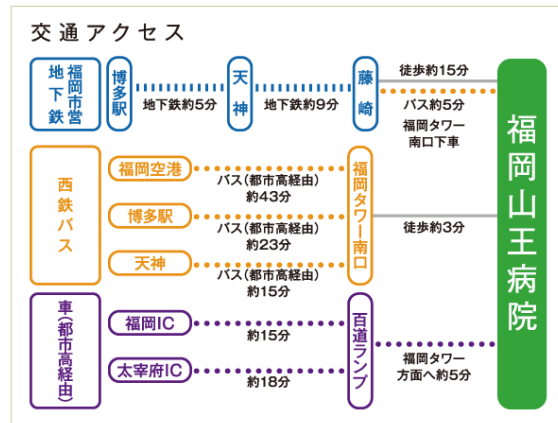 交通アクセス
福岡市営
地下鉄
博多駅
地下鉄約5分
天神
地下鉄約9分
藤崎
徒歩約15分
バス約5分
福岡タワー
南口下車
西鉄バス
福岡空港
バス(都市高経由)
約43分
博多駅
バス(都市高経由)
約23分
天神
バス(都市高経由)
約15分
福岡タワー南口
徒歩約3分
車(都市高経由)
福岡IC
約15分
太宰府IC
約18分
百道ランプ
福岡タワー
方面へ約5分
福岡山王病院